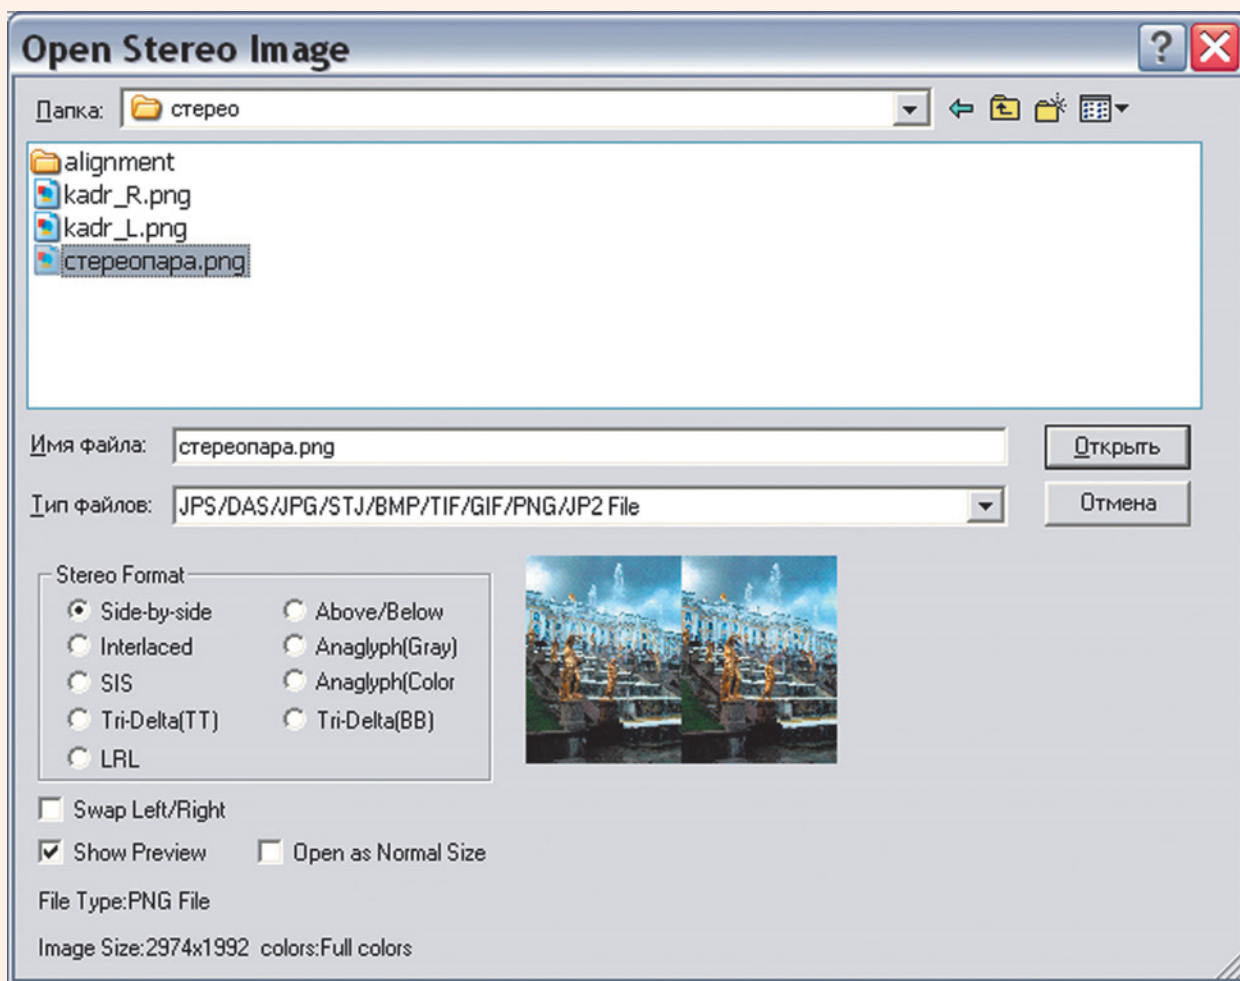 Open Stereo Image
Папка: стерео
alignment
kadr_R.png
kadr_L.png
стереопара.png
Имя файла: стереопара.png Открыть
Тип файлов: JPS/DAS/JPG/STJ/BMP/TIF/GIF/PNG/JP2 File Отмена
Stereo Format
Side-by-side Above/Below
Interlaced Anaglyph(Gray)
SIS Anaglyph(Color
Tri-Delta(TT) Tri-Delta(BB)
LRL
Swap Left/Right
Show Preview Open as Normal Size
File Type:PNG File
Image Size:2974x1992 colors:Full colors